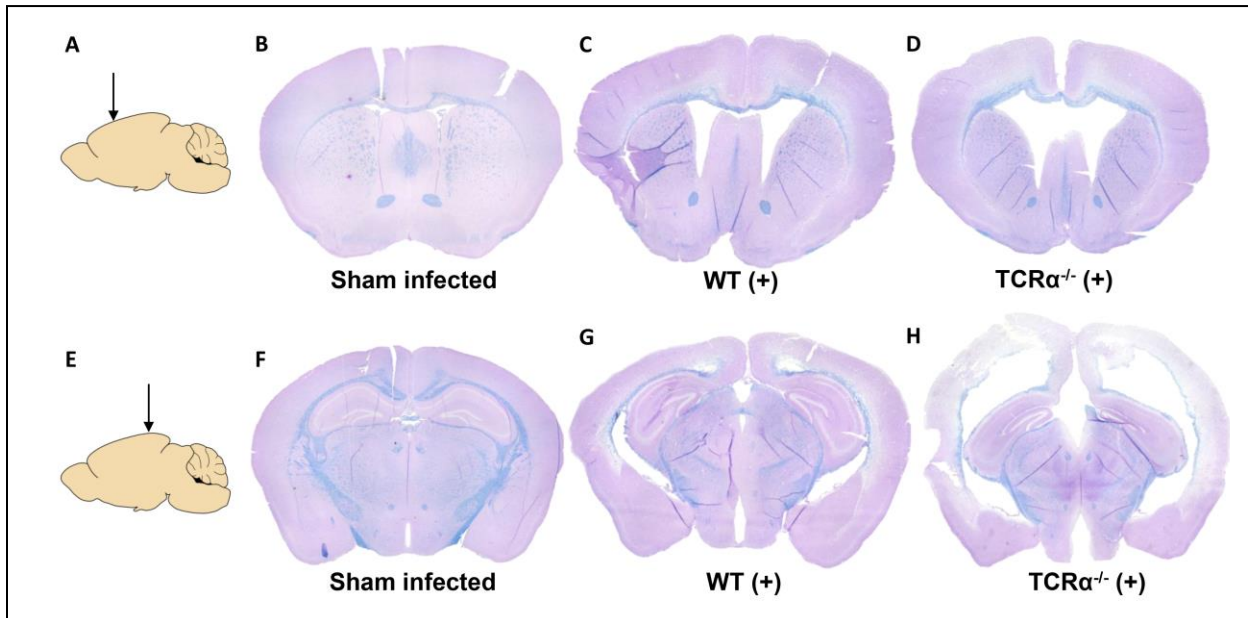 A B C D
Sham infected WT (+) TCRα-/- (+)
E F G H
Sham infected WT (+) TCRα-/- (+)